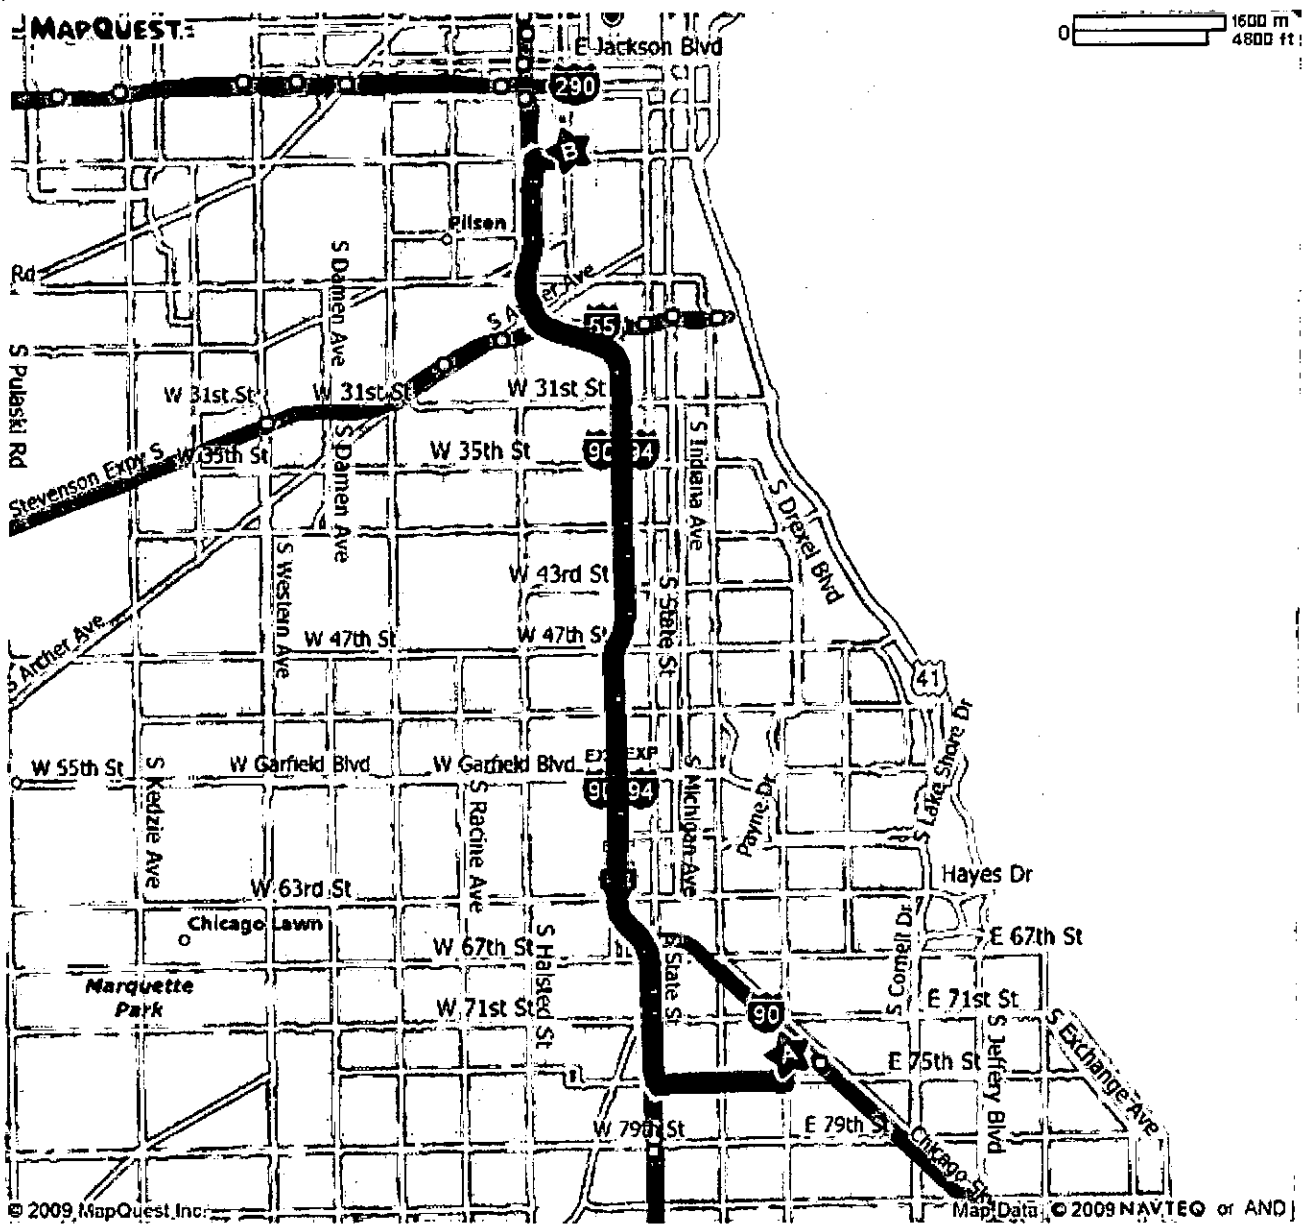 MAPQUEST
1600 m
0
4800 ft
E Jackson Blvd
290
B
Pilsen
Rd
S Damen Ave
55
S Pulaski Rd
W 31st St
W 31st St
W 31st St
90 94
S Indiana Ave
W 35th St
W 35th St
S Damen Ave
Stevenson Expy S
S Drexel Blvd
W 43rd St
S State St
S Western Ave
W 47th St
W 47th St
S Archer Ave
41
S Lake Shore Dr
EXP
W 55th St
W Garfield Blvd
W Garfield Blvd
90 94
S Kedzie Ave
S Racine Ave
S Michigan Ave
Payne Dr
Hayes Dr
W 63rd St
Chicago Lawn
S Halsted St
W 67th St
S State St
S Cornell Dr
E 67th St
Marquette
Park
W 71st St
90
E 71st St
S Jeffery Blvd
S Exchange Ave
A
E 75th St
W 79th St
E 79th St
Chicago
© 2009 MapQuest Inc.
Map Data © 2009 NAVTEQ or AND